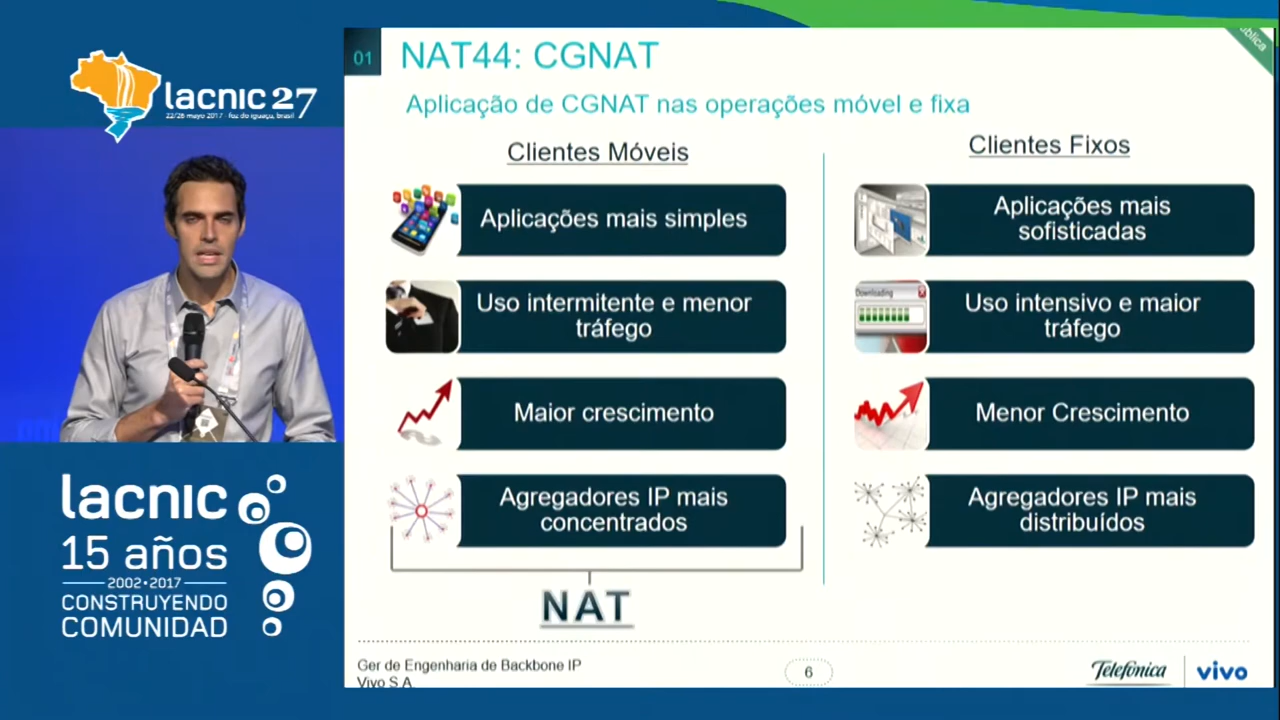 lacnic 27
22/26 mayo 2017 - foz do iguaçu, brasil
lacnic
15 años
2002•2017
CONSTRUYENDO
COMUNIDAD
01
NAT44: CGNAT
Aplicação de CGNAT nas operações móvel e fixa
Clientes Móveis
Aplicações mais simples
Uso intermitente e menor
tráfego
Maior crescimento
Agregadores IP mais
concentrados
NAT
Clientes Fixos
Aplicações mais
sofisticadas
Downloading
Uso intensivo e maior
tráfego
Menor Crescimento
Agregadores IP mais
distribuídos
Ger de Engenharia de Backbone IP
Vivo S.A
6
Telefónica
vivo